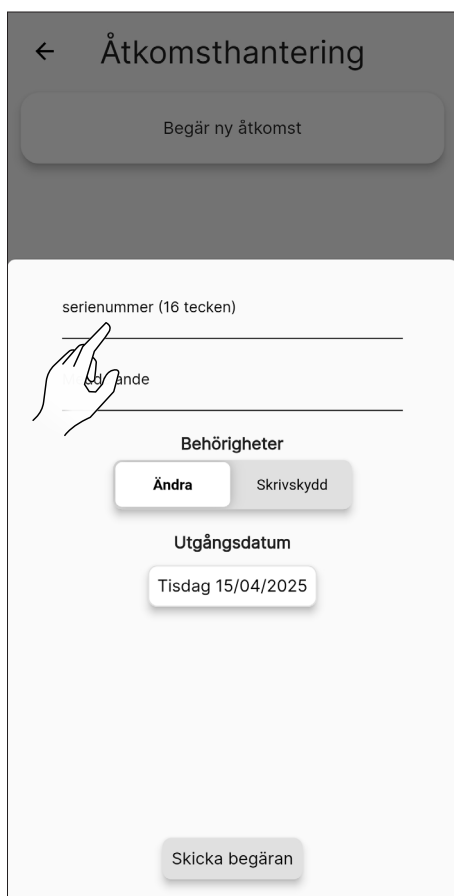 Åtkomsthantering
Begär ny åtkomst
serienummer (16 tecken)
Behörigheter
Ändra Skrivskydd
Utgångsdatum
Tisdag 15/04/2025
Skicka begäran